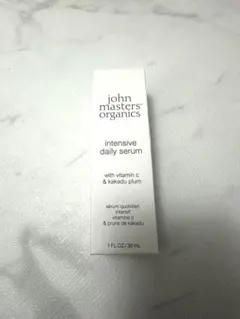 john
masters®
organics
intensive
daily serum
with vitamin c
& kakadu plum
sérum quotidien
intensif
vitamine c
& prune de kakadu
1 FL OZ/30 mL